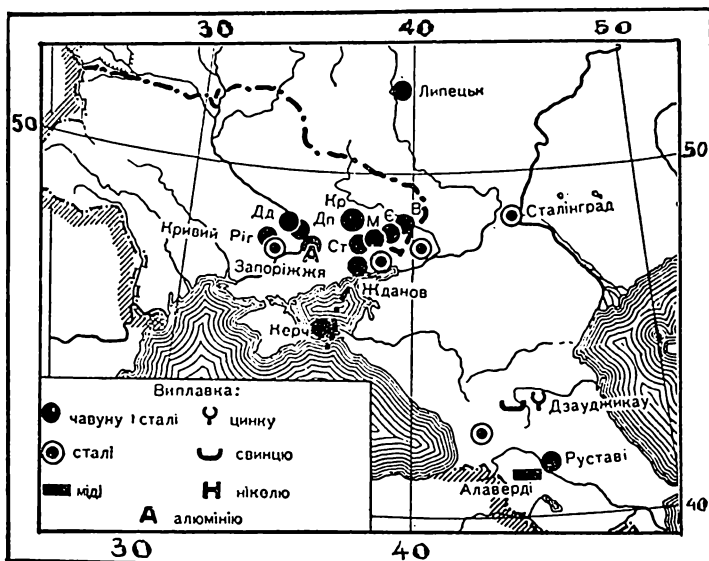 30 40 50
Липецьк
50 50
Кр
В
Є
Дд
Дп
М
Сталінград
Кривий Ріг
Ст
А
Запоріжжя
Жданов
Керч
Виплавка:
чавуну і сталі
цинку
Дзауджикау
сталі
свинцю
Руставі
міді
Н ніколю
Алаверді
А алюмінію
40
30 40